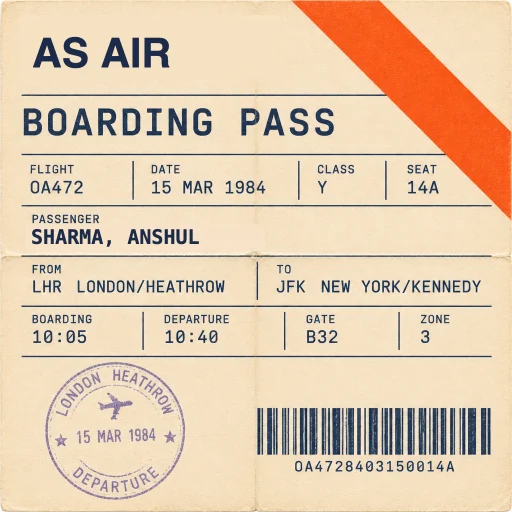 AS AIR
BOARDING PASS
FLIGHT DATE CLASS SEAT
OA472 15 MAR 1984 Y 14A
PASSENGER
SHARMA, ANSHUL
FROM TO
LHR LONDON/HEATHROW JFK NEW YORK/KENNEDY
BOARDING DEPARTURE GATE ZONE
10:05 10:40 B32 3
LONDON HEATHROW
15 MAR 1984
DEPARTURE
OA4728403150014A